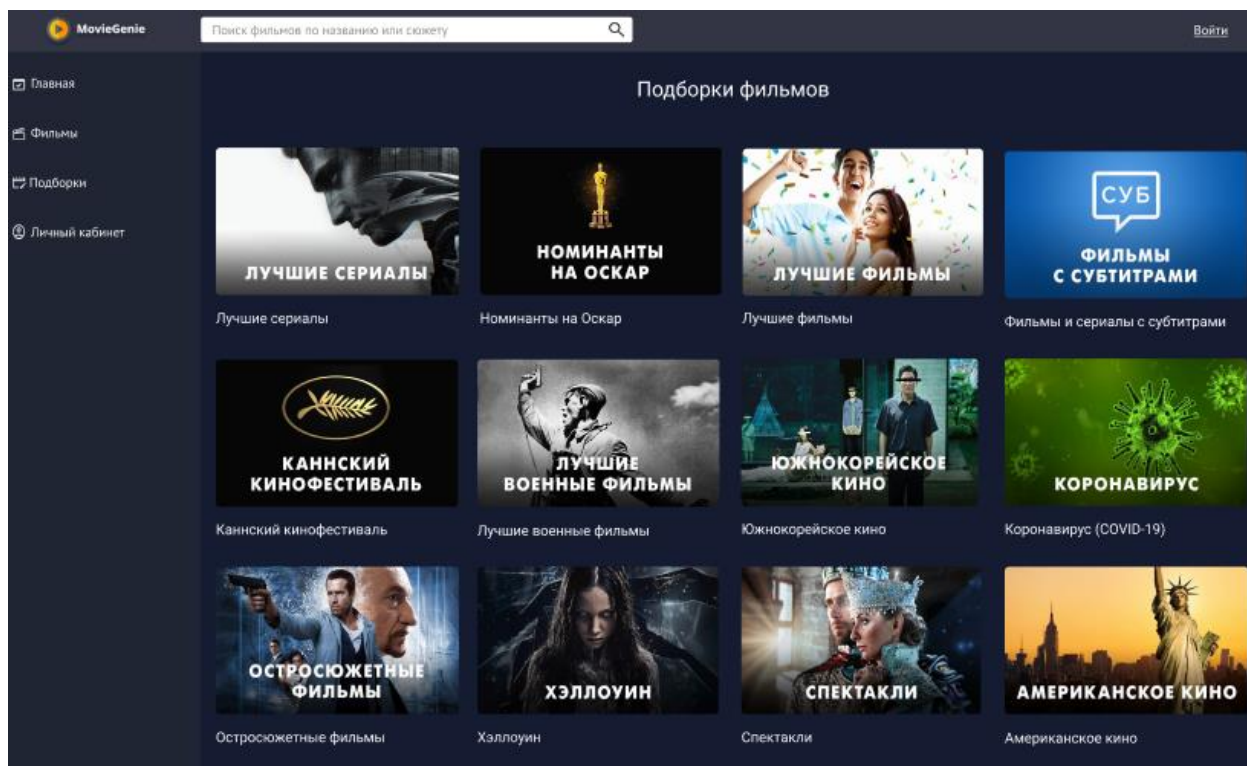 MovieGenie
Поиск фильмов по названию или сюжету
Войти
Главная
Фильмы
Подборки
Личный кабинет
Подборки фильмов
ЛУЧШИЕ СЕРИАЛЫ
Лучшие сериалы
НОМИНАНТЫ
НА ОСКАР
Номинанты на Оскар
ЛУЧШИЕ ФИЛЬМЫ
Лучшие фильмы
СУБ
ФИЛЬМЫ
С СУБТИТРАМИ
Фильмы и сериалы с субтитрами
КАННСКИЙ
КИНОФЕСТИВАЛЬ
Каннский кинофестиваль
ЛУЧШИЕ
ВОЕННЫЕ ФИЛЬМЫ
Лучшие военные фильмы
ЮЖНОКОРЕЙСКОЕ
КИНО
Южнокорейское кино
КОРОНАВИРУС
Коронавирус (COVID-19)
ОСТРОСЮЖЕТНЫЕ
ФИЛЬМЫ
Остросюжетные фильмы
ХЭЛЛОУИН
Хэллоуин
СПЕКТАКЛИ
Спектакли
АМЕРИКАНСКОЕ КИНО
Американское кино